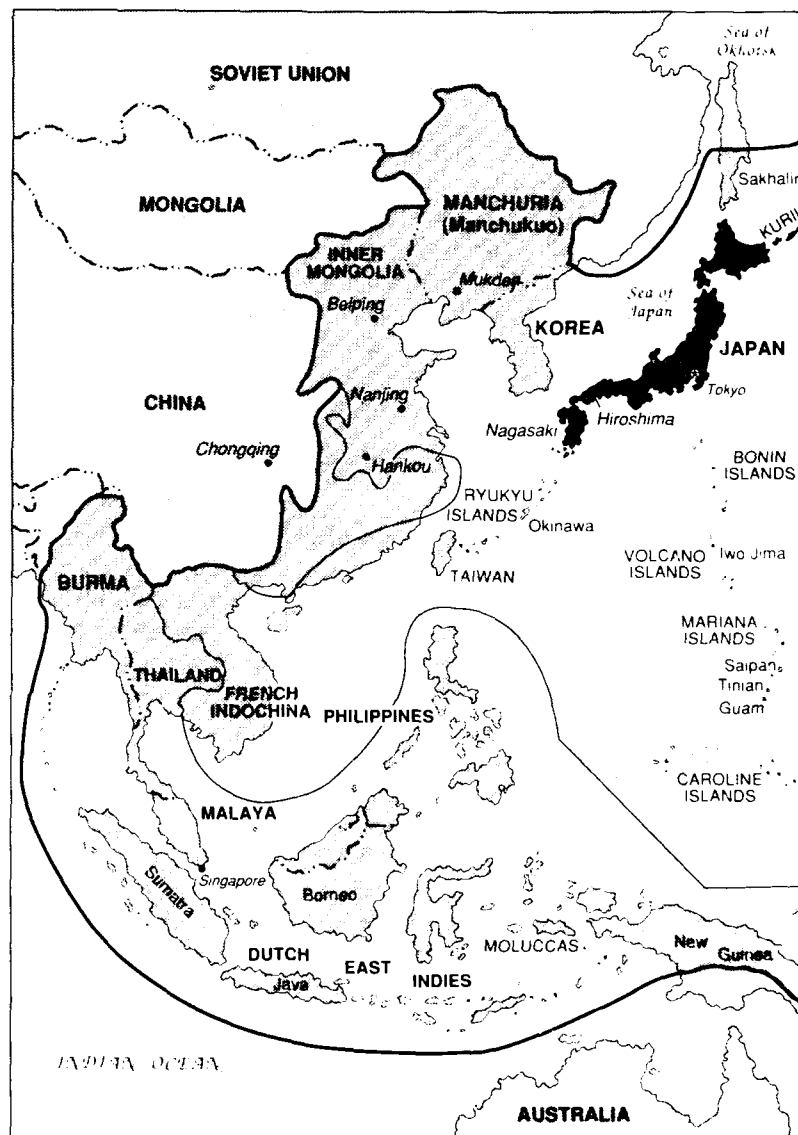 Sea of
Okhotsk
SOVIET UNION
Sakhalin
MONGOLIA
MANCHURIA
(Manchukuo)
KURIL
INNER
MONGOLIA
Mukden
Beiping
Sea of
Japan
KOREA
JAPAN
CHINA
Nanjing
Tokyo
Hiroshima
Nagasaki
Chongqing
Hankou
BONIN
ISLANDS
RYUKYU
ISLANDS
Okinawa
VOLCANO
ISLANDS
Iwo Jima
TAIWAN
BURMA
MARIANA
ISLANDS
Saipan
Tinian
Guam
THAILAND
FRENCH
INDOCHINA
PHILIPPINES
CAROLINE
ISLANDS
MALAYA
Singapore
Sumatra
Borneo
MOLUCCAS
New
Guinea
DUTCH
EAST
INDIES
Java
INDIAN OCEAN
AUSTRALIA